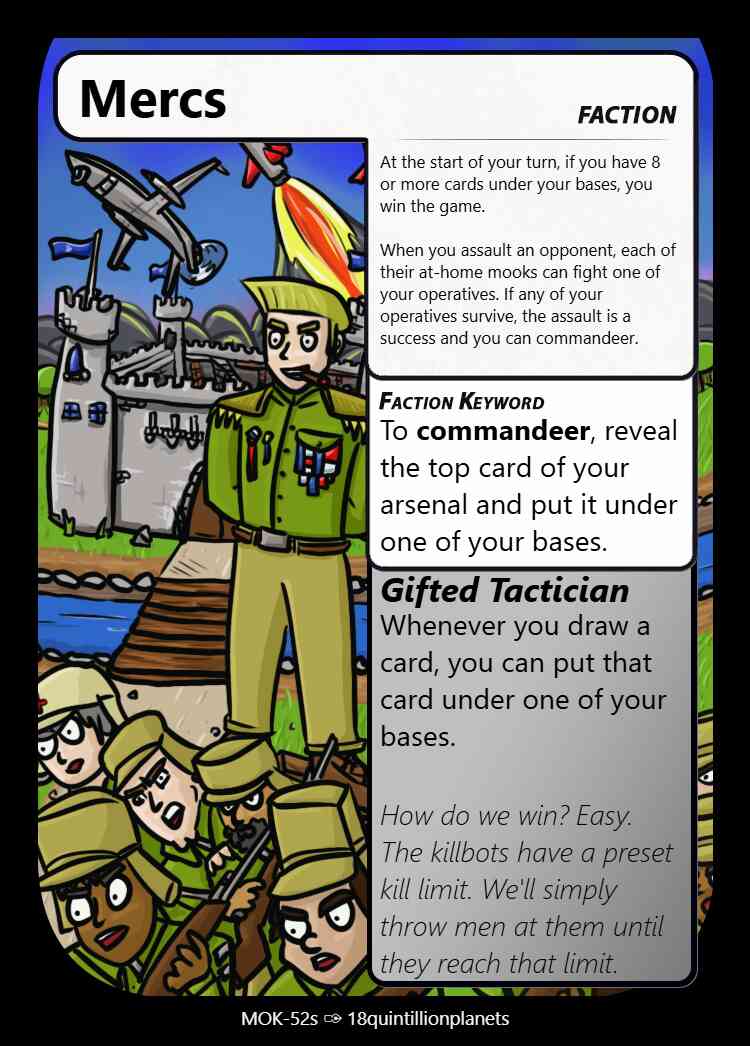 Mercs
FACTION
At the start of your turn, if you have 8
or more cards under your bases, you
win the game.
When you assault an opponent, each of
their at-home mooks can fight one of
your operatives. If any of your
operatives survive, the assault is a
success and you can commandeer.
FACTION KEYWORD
To commandeer, reveal
the top card of your
arsenal and put it under
one of your bases.
Gifted Tactician
Whenever you draw a
card, you can put that
card under one of your
bases.
How do we win? Easy.
The killbots have a preset
kill limit. We'll simply
throw men at them until
they reach that limit.
MOK-52s ✑ 18quintillionplanets